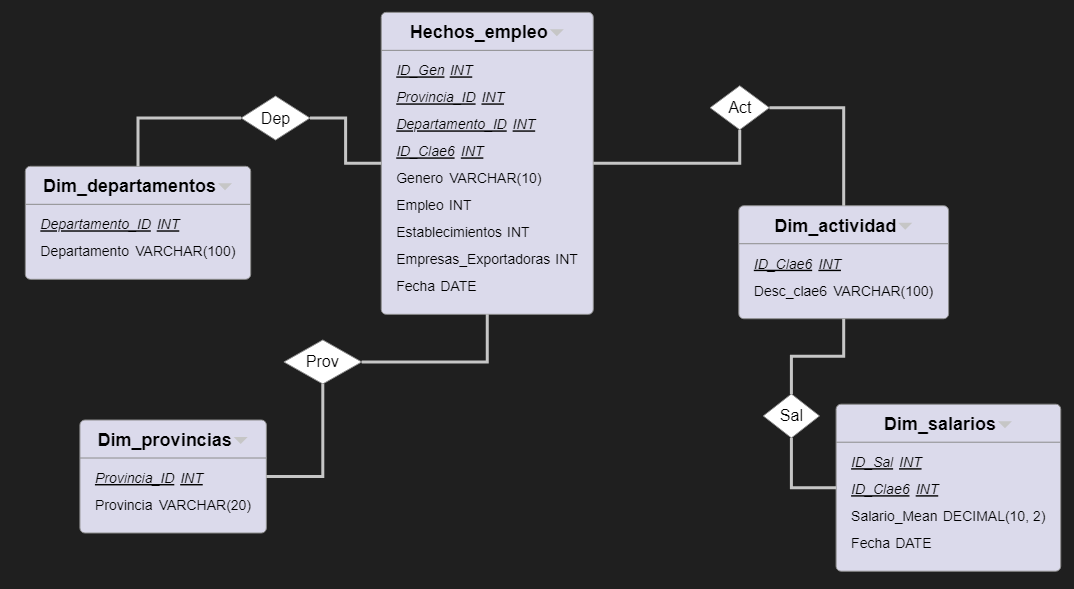 Hechos_empleo
ID_Gen INT
Provincia_ID INT
Departamento_ID INT
ID_Clae6 INT
Genero VARCHAR(10)
Empleo INT
Establecimientos INT
Empresas_Exportadoras INT
Fecha DATE
Dep
Act
Dim_departamentos
Departamento_ID INT
Departamento VARCHAR(100)
Dim_actividad
ID_Clae6 INT
Desc_clae6 VARCHAR(100)
Prov
Sal
Dim_provincias
Provincia_ID INT
Provincia VARCHAR(20)
Dim_salarios
ID_Sal INT
ID_Clae6 INT
Salario_Mean DECIMAL(10, 2)
Fecha DATE